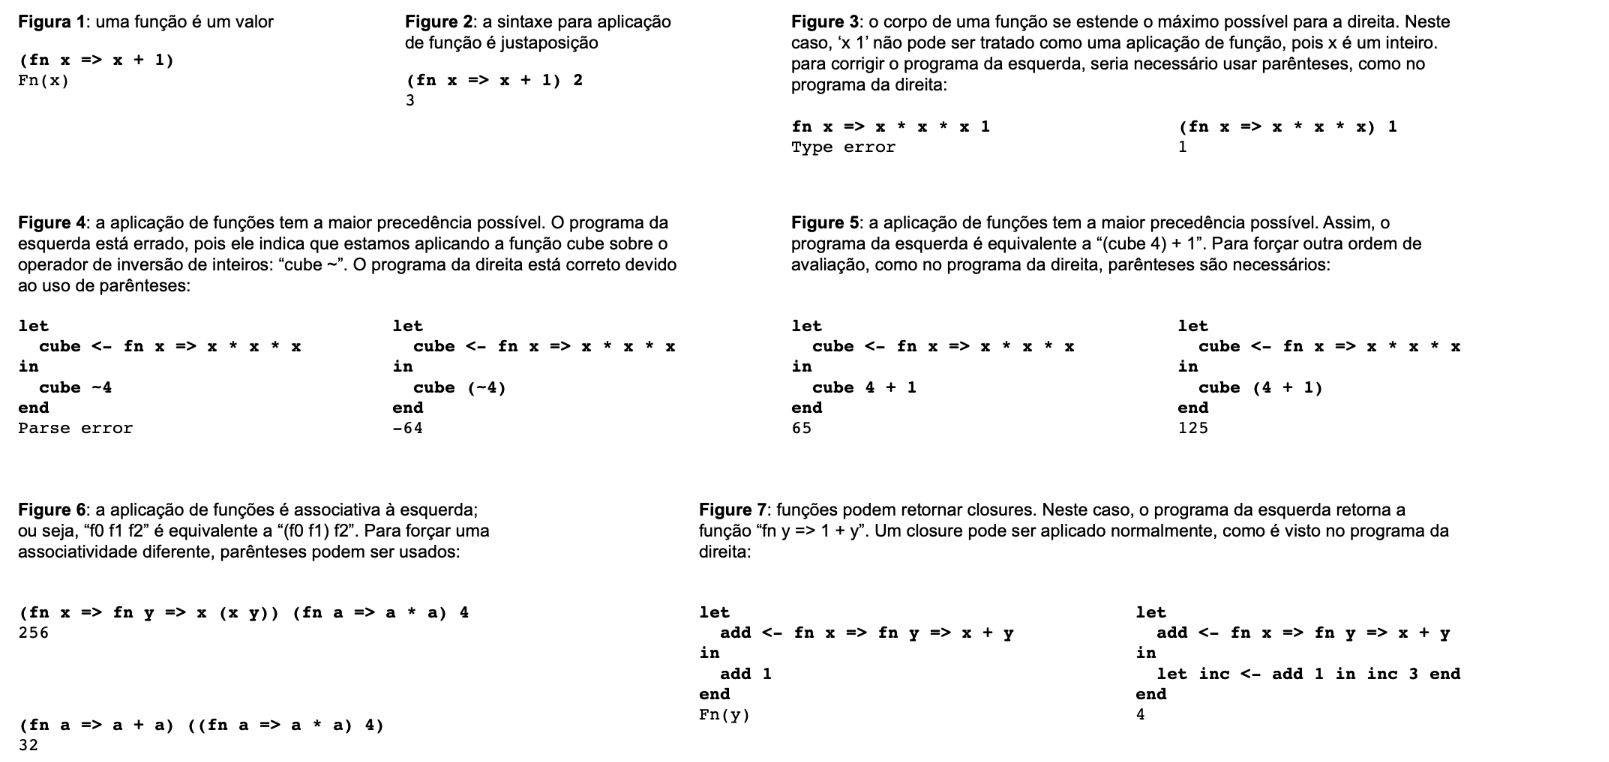 Figura 1: uma função é um valor
(fn x => x + 1)
Fn(x)
Figure 2: a sintaxe para aplicação
de função é justaposição
(fn x => x + 1) 2
3
Figure 3: o corpo de uma função se estende o máximo possível para a direita. Neste
caso, ‘x 1’ não pode ser tratado como uma aplicação de função, pois x é um inteiro.
para corrigir o programa da esquerda, seria necessário usar parênteses, como no
programa da direita:
fn x => x * x * x 1
Type error
(fn x => x * x * x) 1
1
Figure 4: a aplicação de funções tem a maior precedência possível. O programa da
esquerda está errado, pois ele indica que estamos aplicando a função cube sobre o
operador de inversão de inteiros: “cube ~”. O programa da direita está correto devido
ao uso de parênteses:
let
cube <- fn x => x * x * x
in
cube ~4
end
Parse error
let
cube <- fn x => x * x * x
in
cube (~4)
end
-64
Figure 5: a aplicação de funções tem a maior precedência possível. Assim, o
programa da esquerda é equivalente a “(cube 4) + 1”. Para forçar outra ordem de
avaliação, como no programa da direita, parênteses são necessários:
let
cube <- fn x => x * x * x
in
cube 4 + 1
end
65
let
cube <- fn x => x * x * x
in
cube (4 + 1)
end
125
Figure 6: a aplicação de funções é associativa à esquerda;
ou seja, “f0 f1 f2” é equivalente a “(f0 f1) f2”. Para forçar uma
associatividade diferente, parênteses podem ser usados:
(fn x => fn y => x (x y)) (fn a => a * a) 4
256
(fn a => a + a) ((fn a => a * a) 4)
32
Figure 7: funções podem retornar closures. Neste caso, o programa da esquerda retorna a
função “fn y => 1 + y”. Um closure pode ser aplicado normalmente, como é visto no programa da
direita:
let
add <- fn x => fn y => x + y
in
add 1
end
Fn(y)
let
add <- fn x => fn y => x + y
in
let inc <- add 1 in inc 3 end
end
4